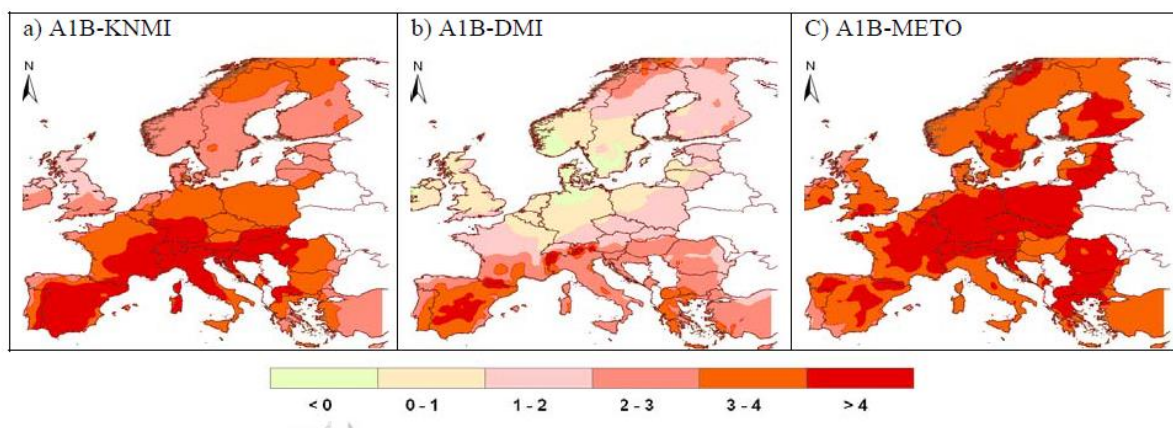 a) A1B-KNMI
b) A1B-DMI
C) A1B-METO
N
N
N
< 0
0 - 1
1 - 2
2 - 3
3 - 4
> 4